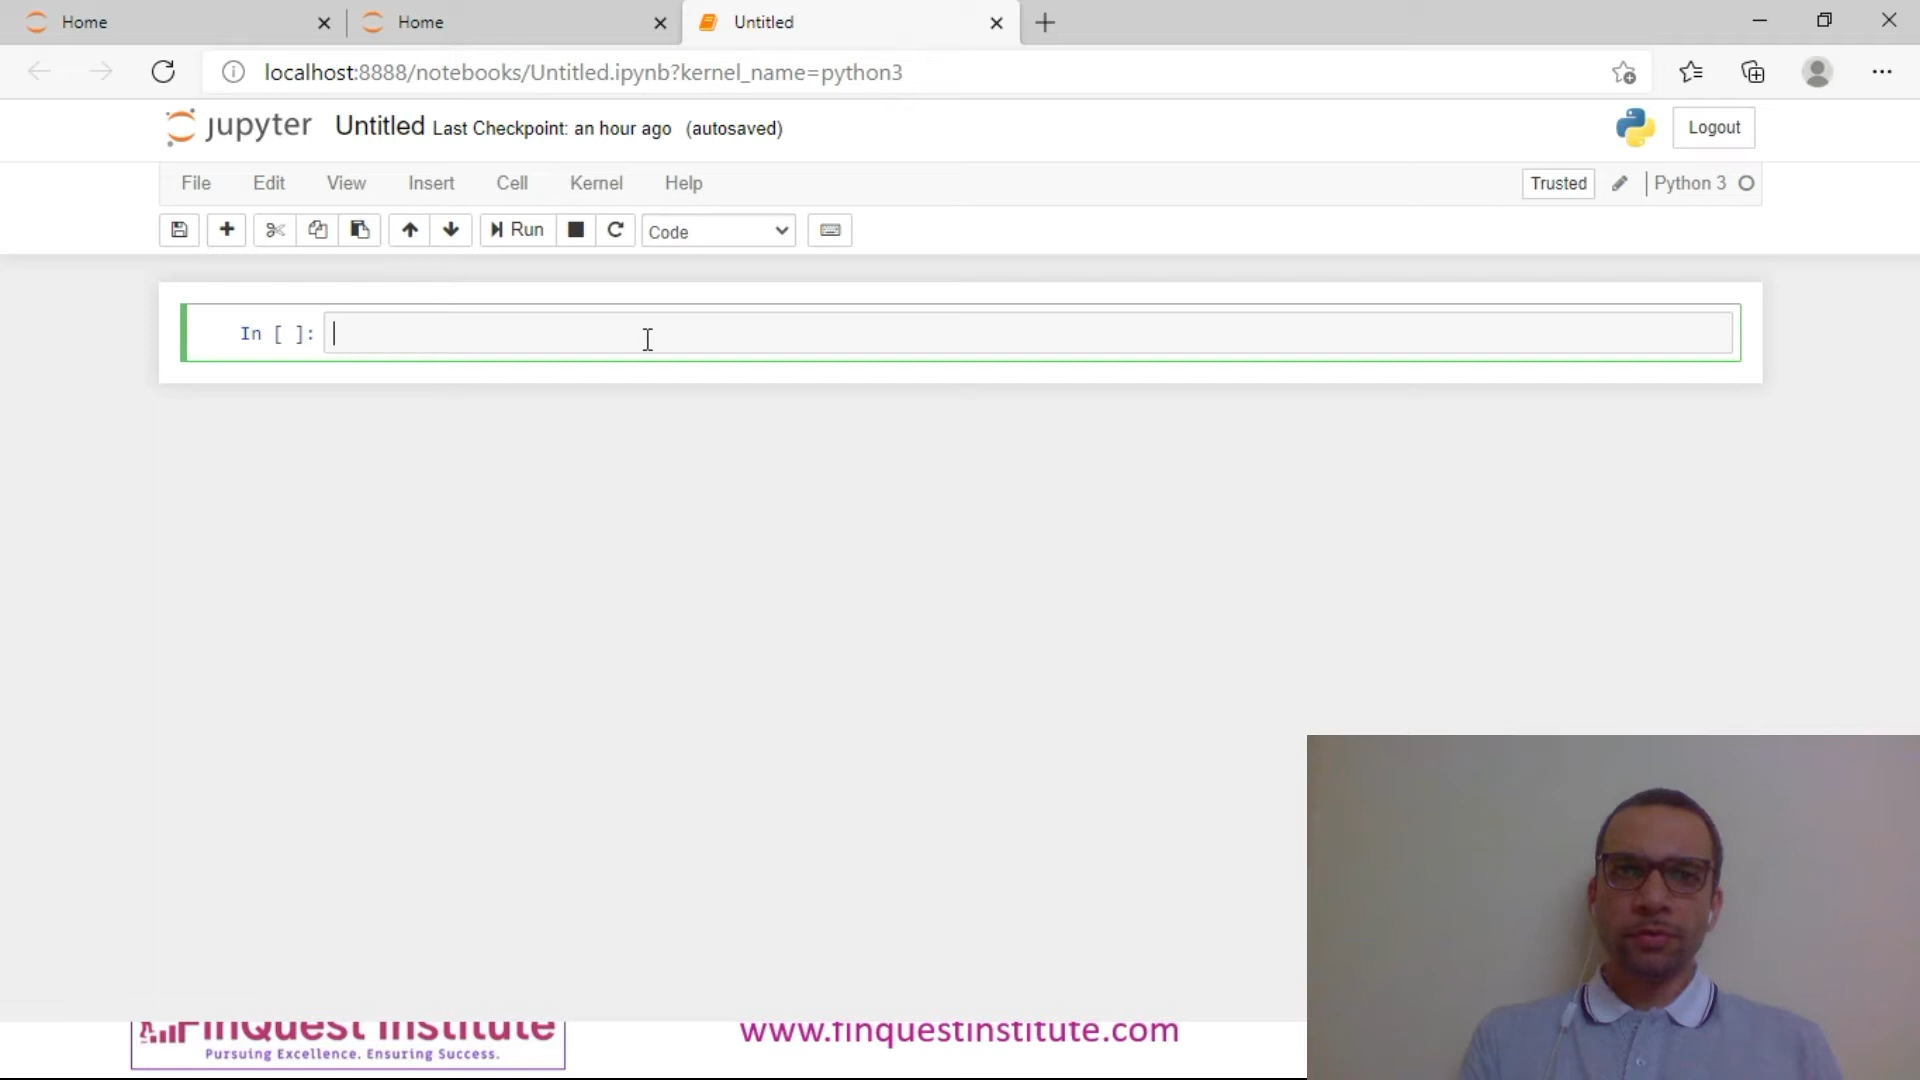 Home
Home
Untitled
localhost:8888/notebooks/Untitled.ipynb?kernel_name=python3
jupyter Untitled Last Checkpoint: an hour ago (autosaved)
Logout
File Edit View Insert Cell Kernel Help
Trusted Python 3
Run Code
In [ ]:
FinQuest Institute
Pursuing Excellence. Ensuring Success.
www.finquestinstitute.com